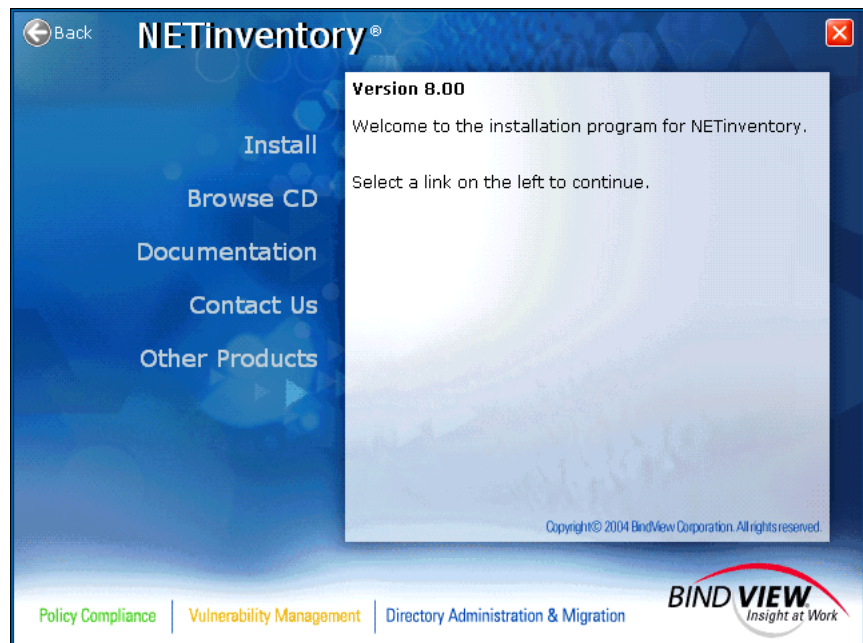 Back
NETinventory®
Version 8.00
Welcome to the installation program for NETinventory.
Select a link on the left to continue.
Install
Browse CD
Documentation
Contact Us
Other Products
Copyright© 2004 BindView Corporation. All rights reserved.
Policy Compliance
Vulnerability Management
Directory Administration & Migration
BINDVIEW®
Insight at Work